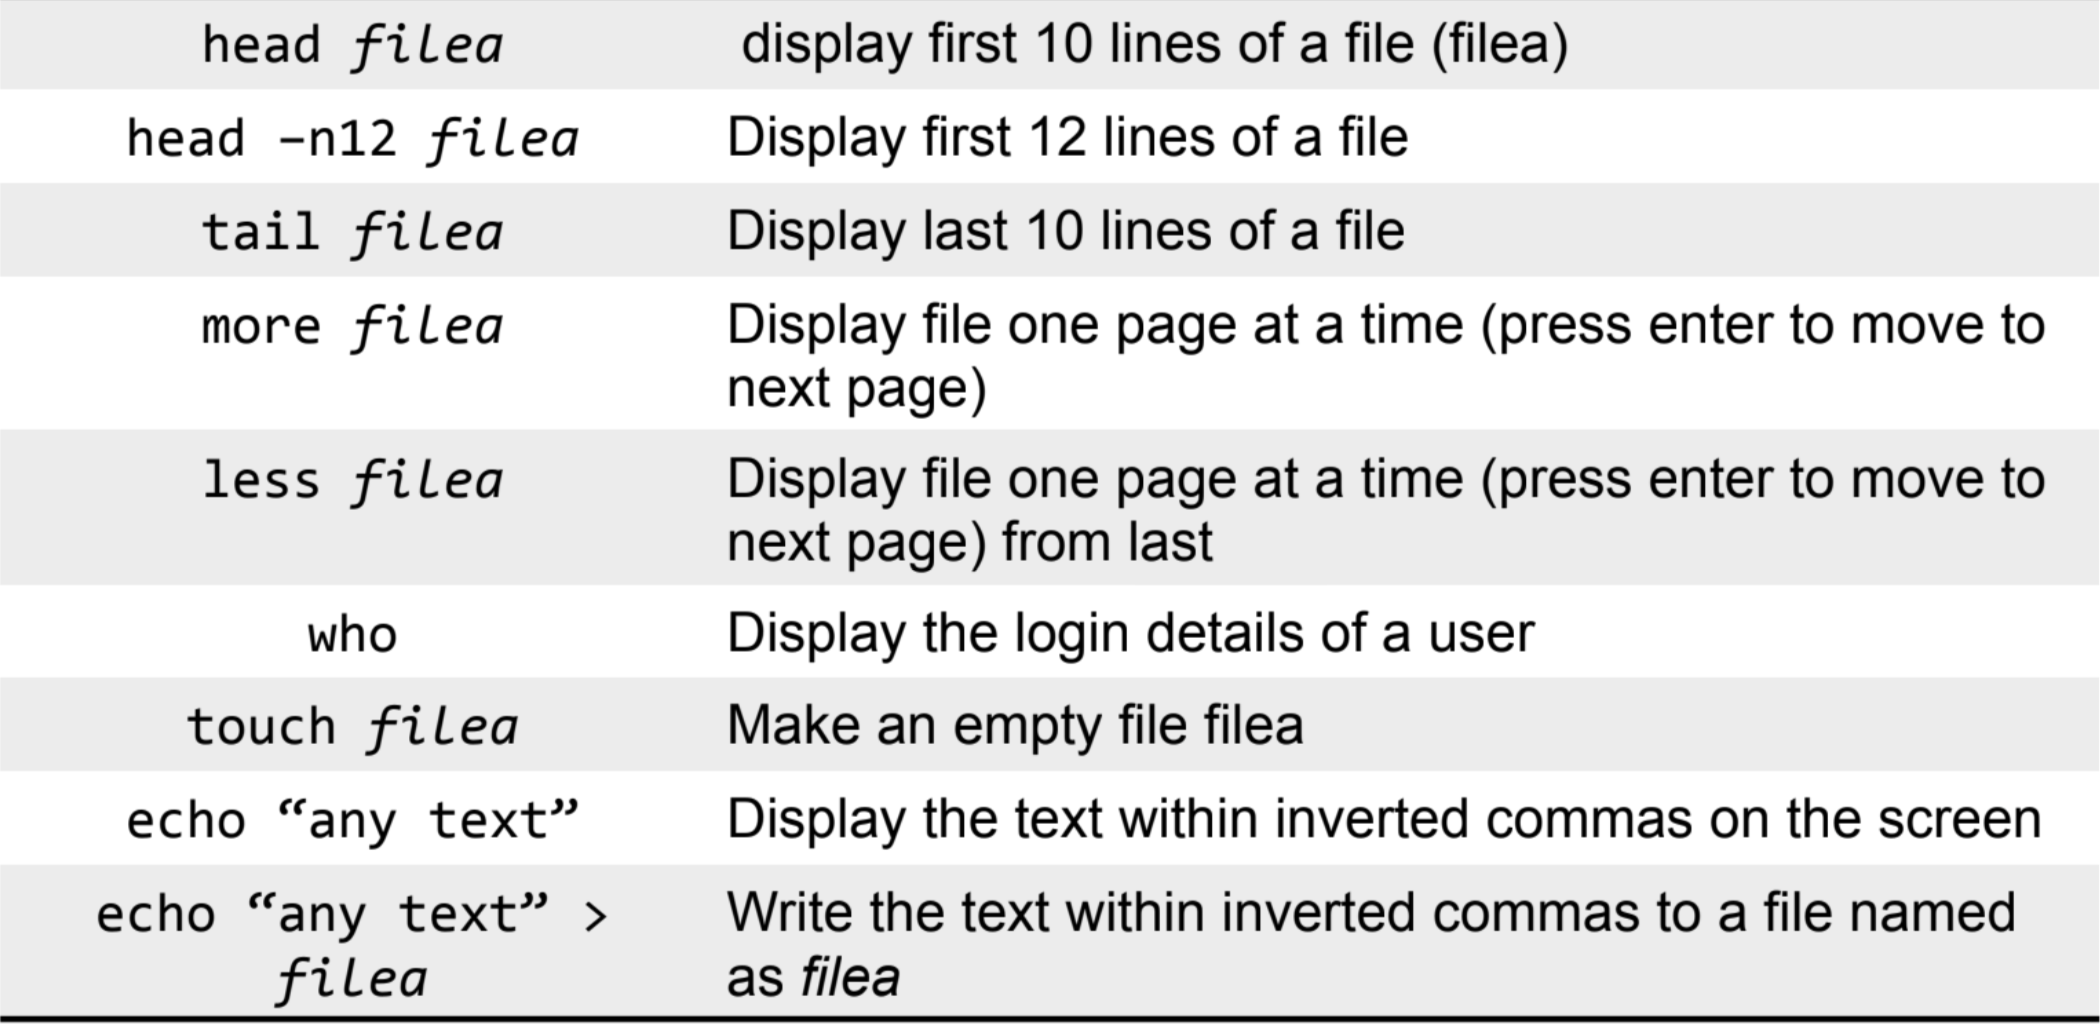 head filea display first 10 lines of a file (filea)
head –n12 filea Display first 12 lines of a file
tail filea Display last 10 lines of a file
more filea Display file one page at a time (press enter to move to
next page)
less filea Display file one page at a time (press enter to move to
next page) from last
who Display the login details of a user
touch filea Make an empty file filea
echo “any text” Display the text within inverted commas on the screen
echo “any text” > Write the text within inverted commas to a file named
filea as filea